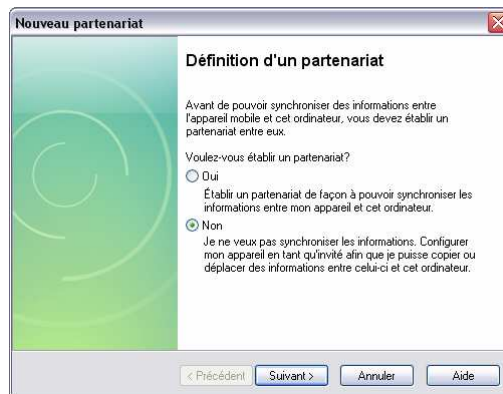 Nouveau partenariat
Définition d'un partenariat
Avant de pouvoir synchroniser des informations entre
l'appareil mobile et cet ordinateur, vous devez établir un
partenariat entre eux.
Voulez-vous établir un partenariat?
Oui
Établir un partenariat de façon à pouvoir synchroniser les
informations entre mon appareil et cet ordinateur.
Non
Je ne veux pas synchroniser les informations. Configurer
mon appareil en tant qu'invité afin que je puisse copier ou
déplacer des informations entre celui-ci et cet ordinateur.
< Précédent Suivant > Annuler Aide